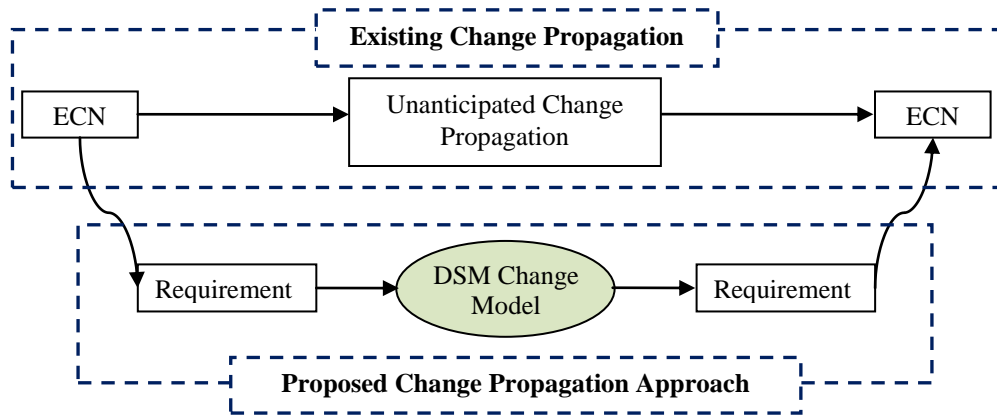 Existing Change Propagation
ECN
Unanticipated Change
Propagation
ECN
Requirement
DSM Change
Model
Requirement
Proposed Change Propagation Approach